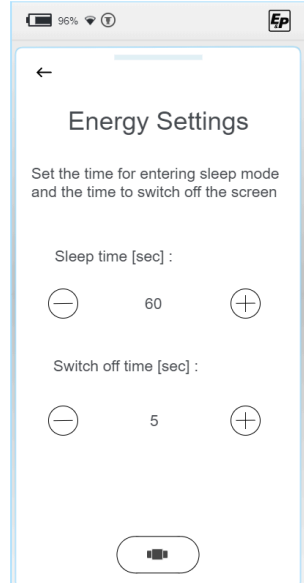 96%
EP
Energy Settings
Set the time for entering sleep mode
and the time to switch off the screen
Sleep time [sec] :
60
Switch off time [sec] :
5